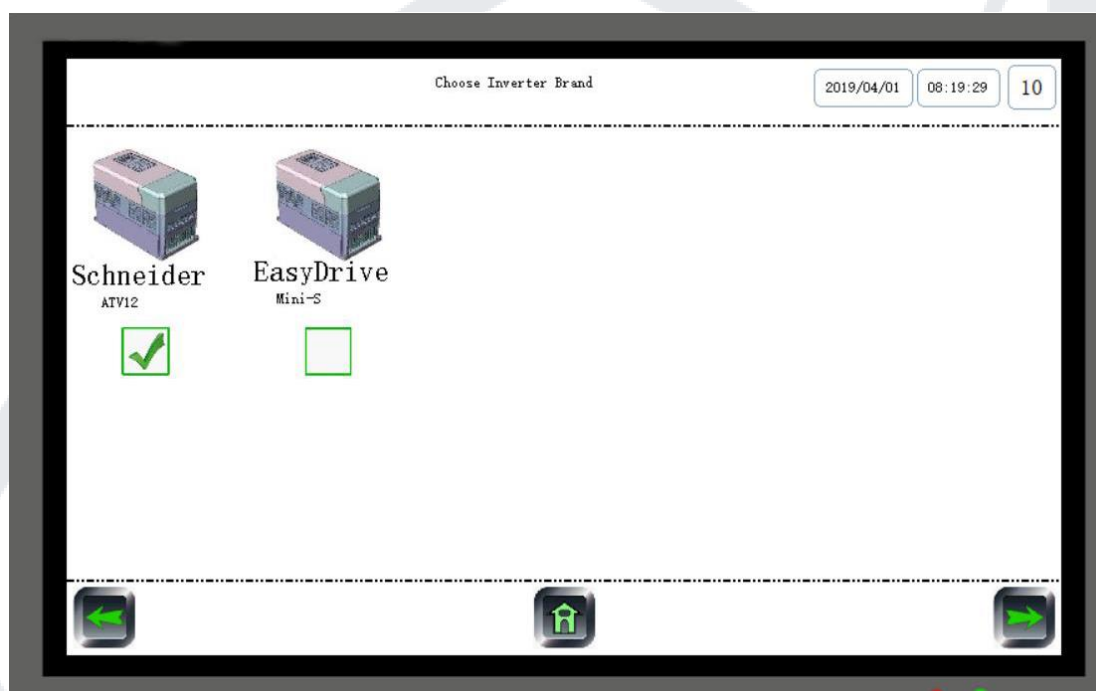 Choose Inverter Brand
2019/04/01 08:19:29 10
Schneider EasyDrive
ATV12 Mini-S